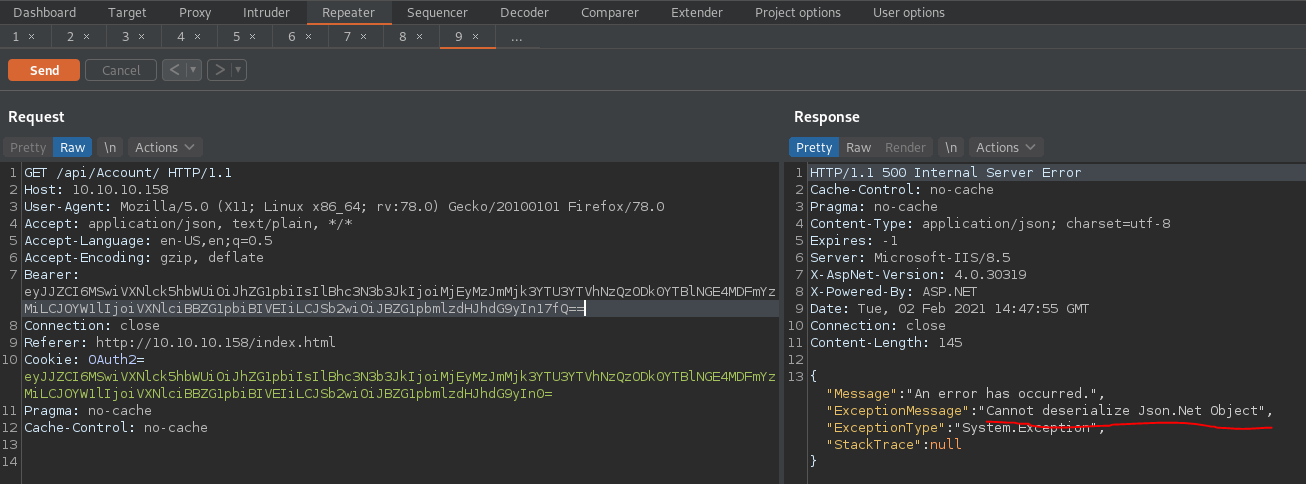 Dashboard Target Proxy Intruder Repeater Sequencer Decoder Comparer Extender Project options User options
1 × 2 × 3 × 4 × 5 × 6 × 7 × 8 × 9 × ...
Send Cancel < ▼ > ▼
Request
Pretty Raw \n Actions
1 GET /api/Account/ HTTP/1.1
2 Host: 10.10.10.158
3 User-Agent: Mozilla/5.0 (X11; Linux x86_64; rv:78.0) Gecko/20100101 Firefox/78.0
4 Accept: application/json, text/plain, */*
5 Accept-Language: en-US,en;q=0.5
6 Accept-Encoding: gzip, deflate
7 Bearer:
eyJJZCI6MSwiVXNlck5hbWUiOiJhZG1pbiIsIlBhc3N3b3JkIjoiMjEyMzJmMjk3YTU3YTVhNzQzODk0YTBlNGE4MDFmYz
MiLCJOYW1lIjoiVXNlciBBZG1pbiBIVEIiLCJSb2wiOiJBZG1pbmlzdHJhdG9yIn17fQ==
8 Connection: close
9 Referer: http://10.10.10.158/index.html
10 Cookie: OAuth2=
eyJJZCI6MSwiVXNlck5hbWUiOiJhZG1pbiIsIlBhc3N3b3JkIjoiMjEyMzJmMjk3YTU3YTVhNzQzODk0YTBlNGE4MDFmYz
MiLCJOYW1lIjoiVXNlciBBZG1pbiBIVEIiLCJSb2wiOiJBZG1pbmlzdHJhdG9yIn0=
11 Pragma: no-cache
12 Cache-Control: no-cache
13
14
Response
Pretty Raw Render \n Actions
1 HTTP/1.1 500 Internal Server Error
2 Cache-Control: no-cache
3 Pragma: no-cache
4 Content-Type: application/json; charset=utf-8
5 Expires: -1
6 Server: Microsoft-IIS/8.5
7 X-AspNet-Version: 4.0.30319
8 X-Powered-By: ASP.NET
9 Date: Tue, 02 Feb 2021 14:47:55 GMT
10 Connection: close
11 Content-Length: 145
12
13 {
"Message":"An error has occurred.",
"ExceptionMessage":"Cannot deserialize Json.Net Object",
"ExceptionType":"System.Exception",
"StackTrace":null
}